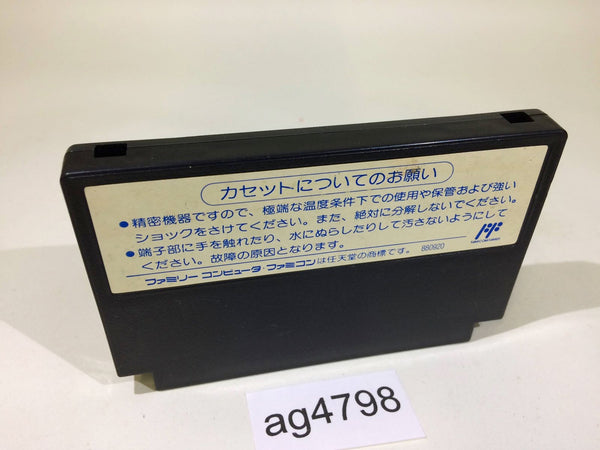 カセットについてのお願い
●精密機器ですので、極端な温度条件下での使用や保管および強い
ショックをさけてください。また、絶対に分解しないでください。
●端子部に手を触れたり、水にぬらしたりして汚さないようにして
ください。故障の原因となります。
ファミリーコンピュータ・ファミコンは任天堂の商標です。 880920
ag4798